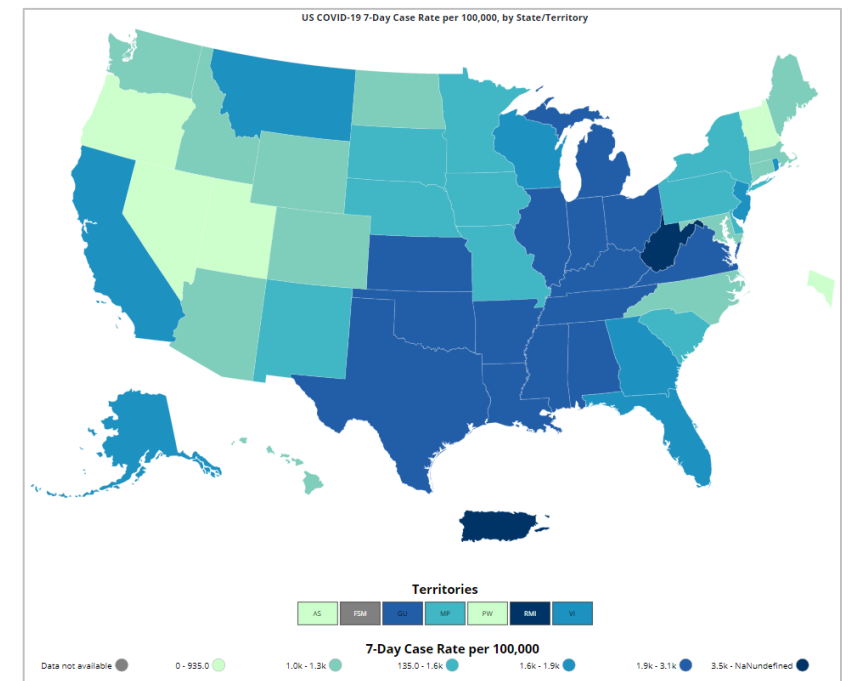 US COVID-19 7-Day Case Rate per 100,000, by State/Territory
Territories
AS FSM GU MP PW RMI VI
7-Day Case Rate per 100,000
Data not available 0 - 935.0 1.0k - 1.3k 135.0 - 1.6k 1.6k - 1.9k 1.9k - 3.1k 3.5k - NaNundefined